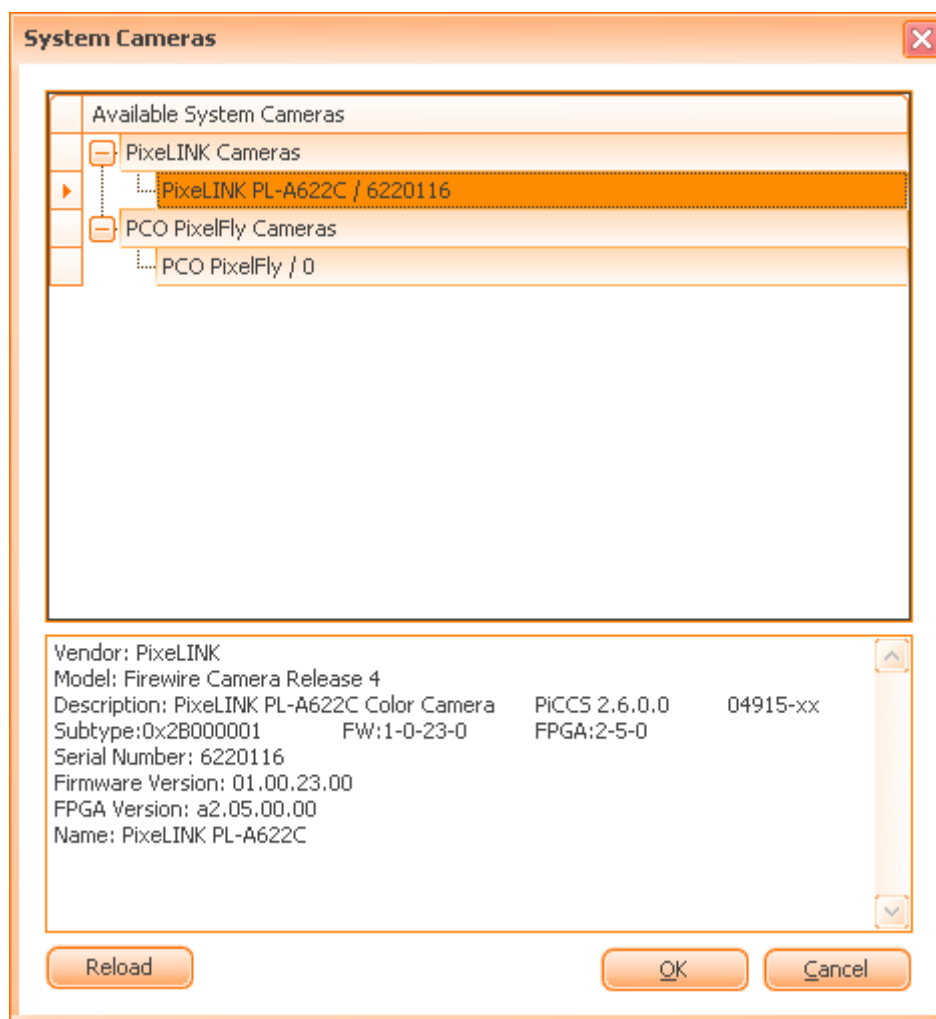 System Cameras
Available System Cameras
PixeLINK Cameras
PixeLINK PL-A622C / 6220116
PCO PixelFly Cameras
PCO PixelFly / 0
Vendor: PixeLINK
Model: Firewire Camera Release 4
Description: PixeLINK PL-A622C Color Camera PiCCS 2.6.0.0 04915-xx
Subtype:0x2B000001 FW:1-0-23-0 FPGA:2-5-0
Serial Number: 6220116
Firmware Version: 01.00.23.00
FPGA Version: a2.05.00.00
Name: PixeLINK PL-A622C
Reload OK Cancel